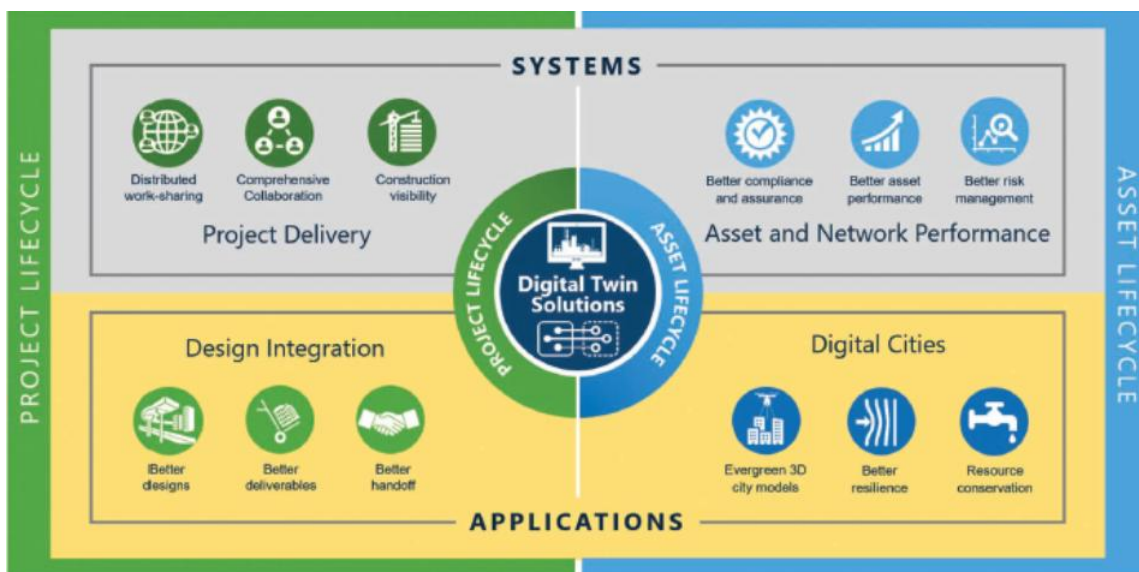 SYSTEMS
Distributed
work-sharing
Comprehensive
Collaboration
Construction
visibility
Project Delivery
Better compliance
and assurance
Better asset
performance
Better risk
management
Asset and Network Performance
PROJECT LIFECYCLE
PROJECT LIFECYCLE
Digital Twin
Solutions
ASSET LIFECYCLE
ASSET LIFECYCLE
Design Integration
lBetter
designs
Better
deliverables
Better
handoff
Digital Cities
Evergreen 3D
city models
Better
resilience
Resource
conservation
APPLICATIONS